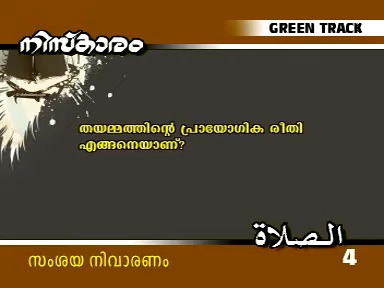 GREEN TRACK
നിസ്കാരം
തയമ്മത്തിന്റെ പ്രായോഗിക രീതി
എങ്ങനെയാണ്?
الصلاة
4
സംശയ നിവാരണം